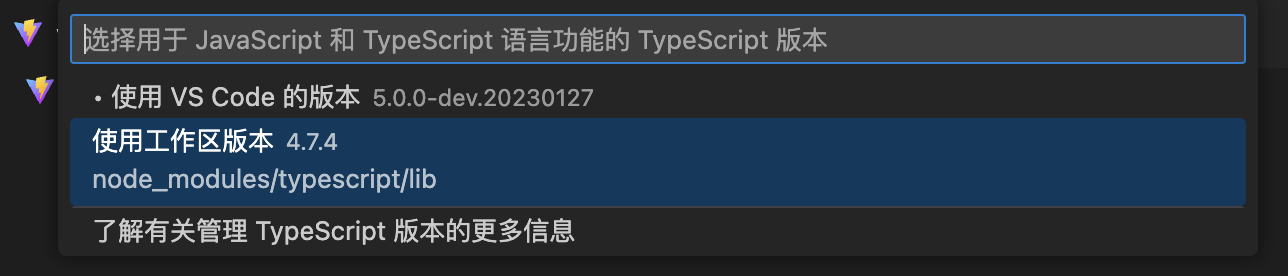 选择用于 JavaScript 和 TypeScript 语言功能的 TypeScript 版本
• 使用 VS Code 的版本 5.0.0-dev.20230127
使用工作区版本 4.7.4
node_modules/typescript/lib
了解有关管理 TypeScript 版本的更多信息